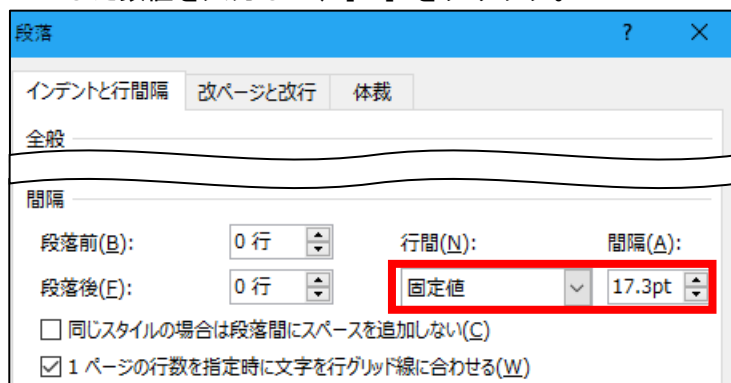 段落 ? ×
インデントと行間隔 改ページと改行 体裁
全般
間隔
段落前(B): 0 行 行間(N): 間隔(A):
段落後(F): 0 行 固定値 17.3pt
同じスタイルの場合は段落間にスペースを追加しない(C)
1 ページの行数を指定時に文字を行グリッド線に合わせる(W)